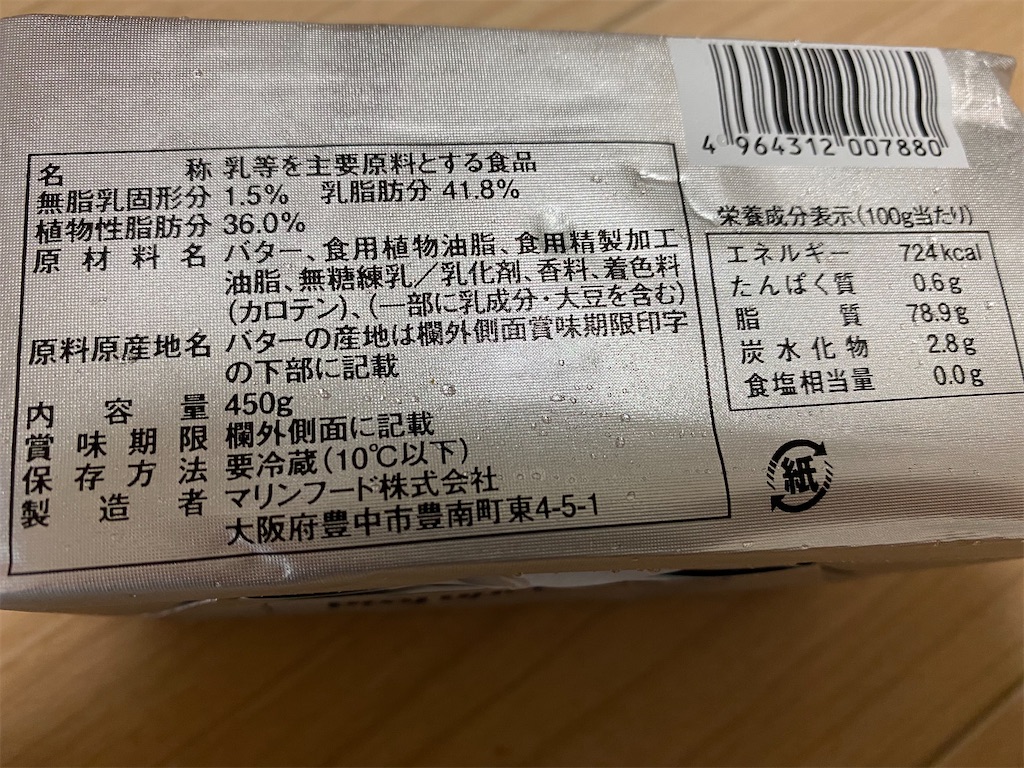 名称 乳等を主要原料とする食品
無脂乳固形分 1.5% 乳脂肪分 41.8%
植物性脂肪分 36.0%
原材料名 バター、食用植物油脂、食用精製加工
油脂、無糖練乳/乳化剤、香料、着色料
(カロテン)、(一部に乳成分・大豆を含む)
原料原産地名 バターの産地は欄外側面賞味期限印字
の下部に記載
内容量 450g
賞味期限 欄外側面に記載
保存方法 要冷蔵(10℃以下)
製造者 マリンフード株式会社
大阪府豊中市豊南町東4-5-1
4 964312 007880
栄養成分表示(100g当たり)
エネルギー 724kcal
たんぱく質 0.6g
脂質 78.9g
炭水化物 2.8g
食塩相当量 0.0g
紙